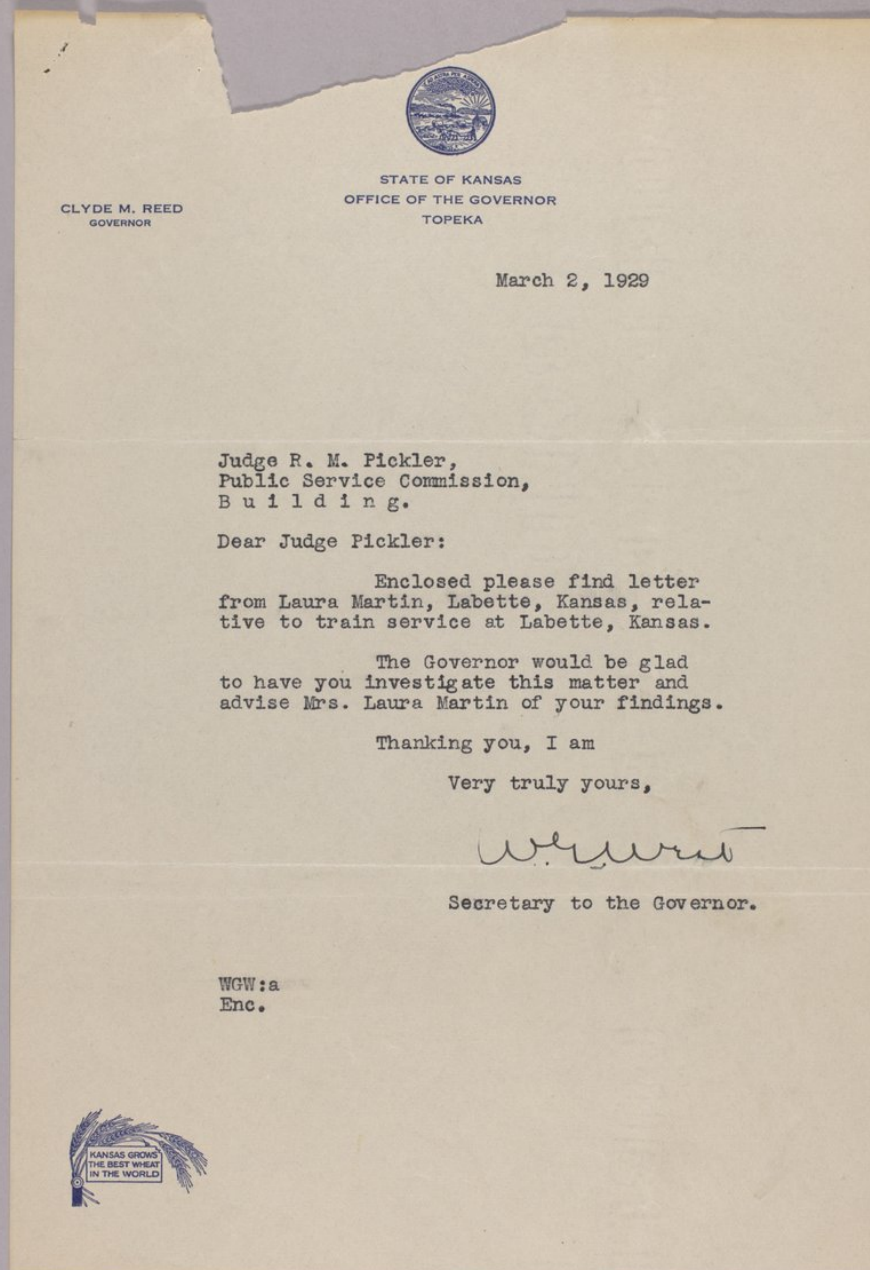 STATE OF KANSAS
OFFICE OF THE GOVERNOR
TOPEKA
CLYDE M. REED
GOVERNOR
March 2, 1929
Judge R. M. Pickler,
Public Service Commission,
B u i l d i n g.
Dear Judge Pickler:
Enclosed please find letter
from Laura Martin, Labette, Kansas, rela-
tive to train service at Labette, Kansas.
The Governor would be glad
to have you investigate this matter and
advise Mrs. Laura Martin of your findings.
Thanking you, I am
Very truly yours,
W. G. West
Secretary to the Governor.
WGW:a
Enc.
KANSAS GROWS
THE BEST WHEAT
IN THE WORLD